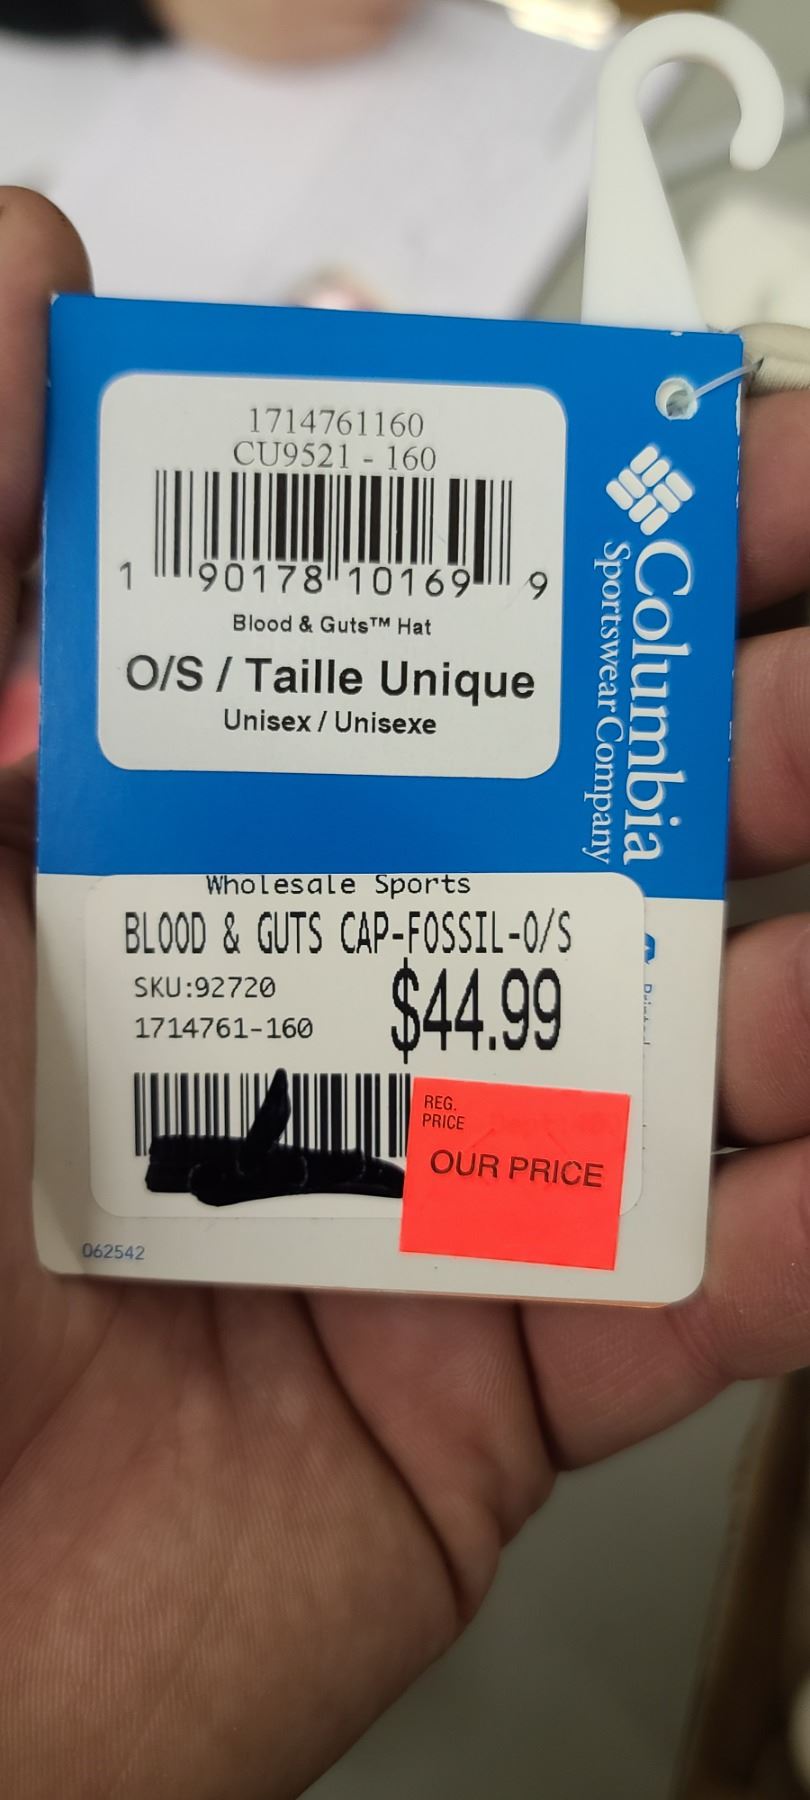 1714761160
CU9521 - 160
1 90178 10169 9
Blood & Guts™ Hat
O/S / Taille Unique
Unisex / Unisexe
Columbia
Sportswear Company
Wholesale Sports
BLOOD & GUTS CAP-FOSSIL-O/S
SKU:92720
$44.99
1714761-160
REG.
PRICE
OUR PRICE
062542